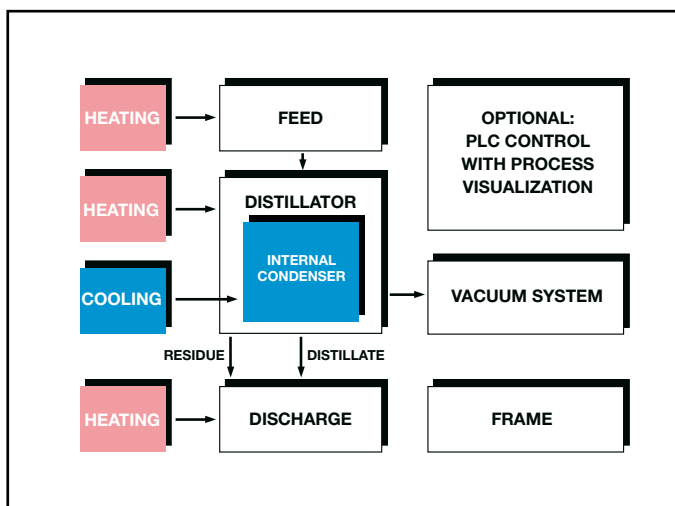 HEATING
FEED
OPTIONAL:
PLC CONTROL
WITH PROCESS
VISUALIZATION
HEATING
DISTILLATOR
INTERNAL
CONDENSER
COOLING
VACUUM SYSTEM
RESIDUE
DISTILLATE
HEATING
DISCHARGE
FRAME